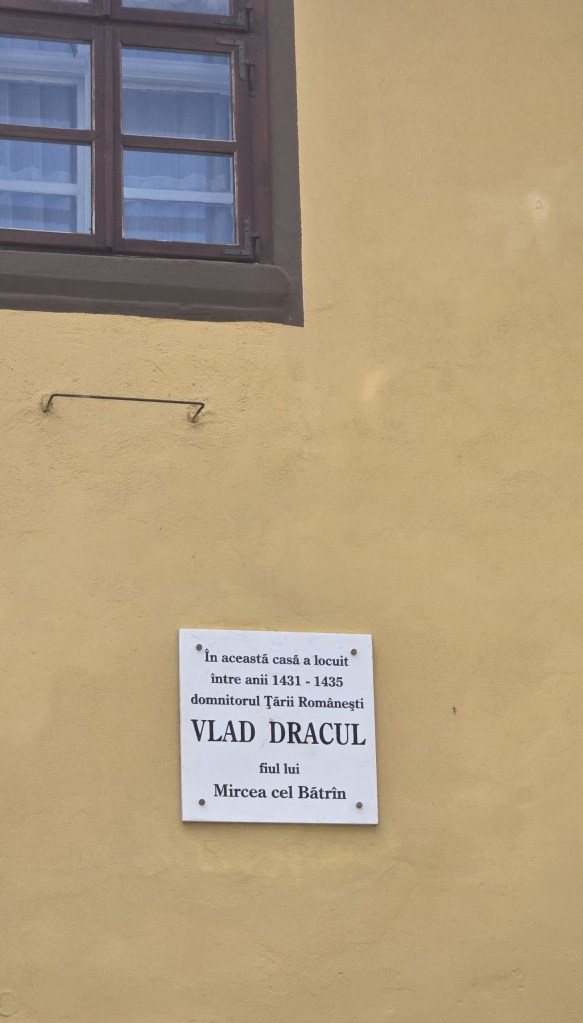 În această casă a locuit
între anii 1431 - 1435
domnitorul Ţării Româneşti
VLAD DRACUL
fiul lui
Mircea cel Bătrîn